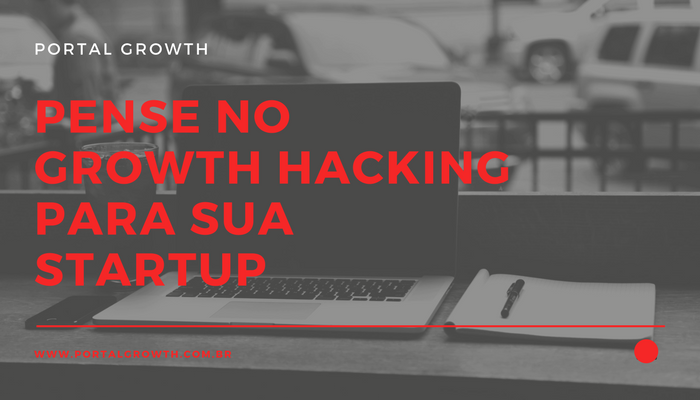 PORTAL GROWTH
PENSE NO
GROWTH HACKING
PARA SUA
STARTUP
WWW.PORTALGROWTH.COM.BR